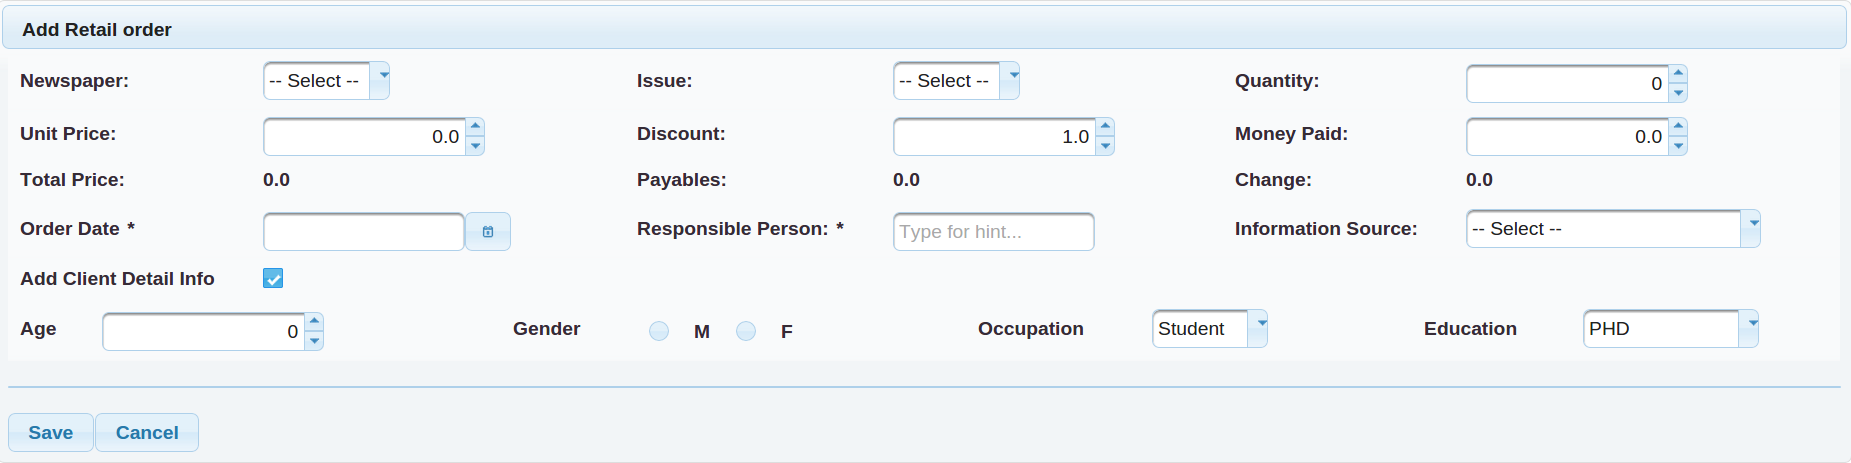 Add Retail order
Newspaper: -- Select -- Issue: -- Select -- Quantity: 0
Unit Price: 0.0 Discount: 1.0 Money Paid: 0.0
Total Price: 0.0 Payables: 0.0 Change: 0.0
Order Date * Responsible Person: * Type for hint... Information Source: -- Select --
Add Client Detail Info
Age 0 Gender M F Occupation Student Education PHD
Save Cancel